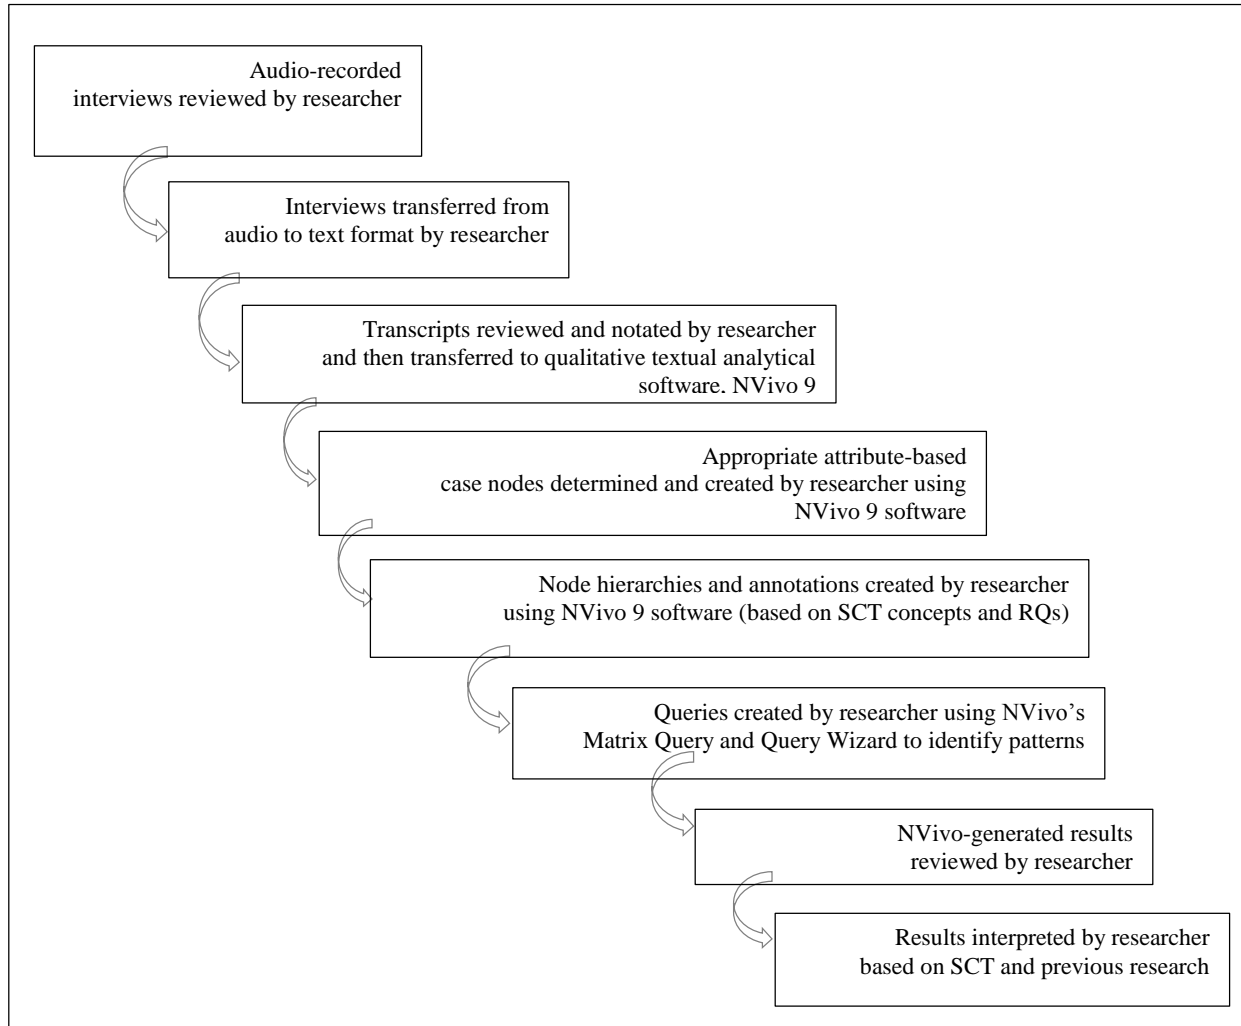 Audio-recorded
interviews reviewed by researcher
Interviews transferred from
audio to text format by researcher
Transcripts reviewed and notated by researcher
and then transferred to qualitative textual analytical
software, NVivo 9
Appropriate attribute-based
case nodes determined and created by researcher using
NVivo 9 software
Node hierarchies and annotations created by researcher
using NVivo 9 software (based on SCT concepts and RQs)
Queries created by researcher using NVivo’s
Matrix Query and Query Wizard to identify patterns
NVivo-generated results
reviewed by researcher
Results interpreted by researcher
based on SCT and previous research